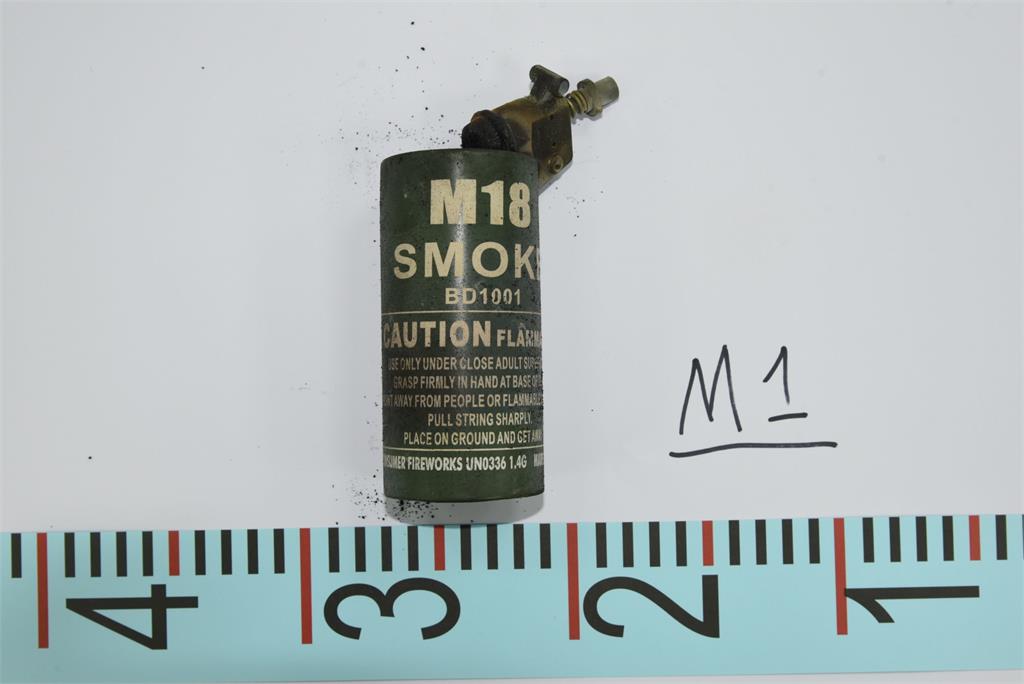 M18
SMOK
BD1001
CAUTION FLAMM
USE ONLY UNDER CLOSE ADULT
GRASP FIRMLY IN HAND AT BASE OF
AWAY FROM PEOPLE OR FLAMMABLE
PULL STRING SHARPLY.
PLACE ON GROUND AND GET
FIREWORKS UN0336 1.4G
M1
4 3 2 1